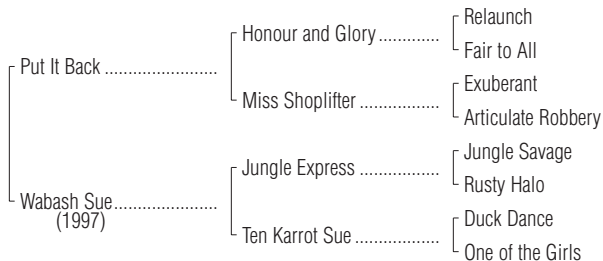 Relaunch
Honour and Glory.............
Fair to All
Put It Back ........................
Exuberant
Miss Shoplifter .................
Articulate Robbery
Jungle Savage
Jungle Express .................
Rusty Halo
Wabash Sue......................
(1997)
Duck Dance
Ten Karrot Sue ..................
One of the Girls